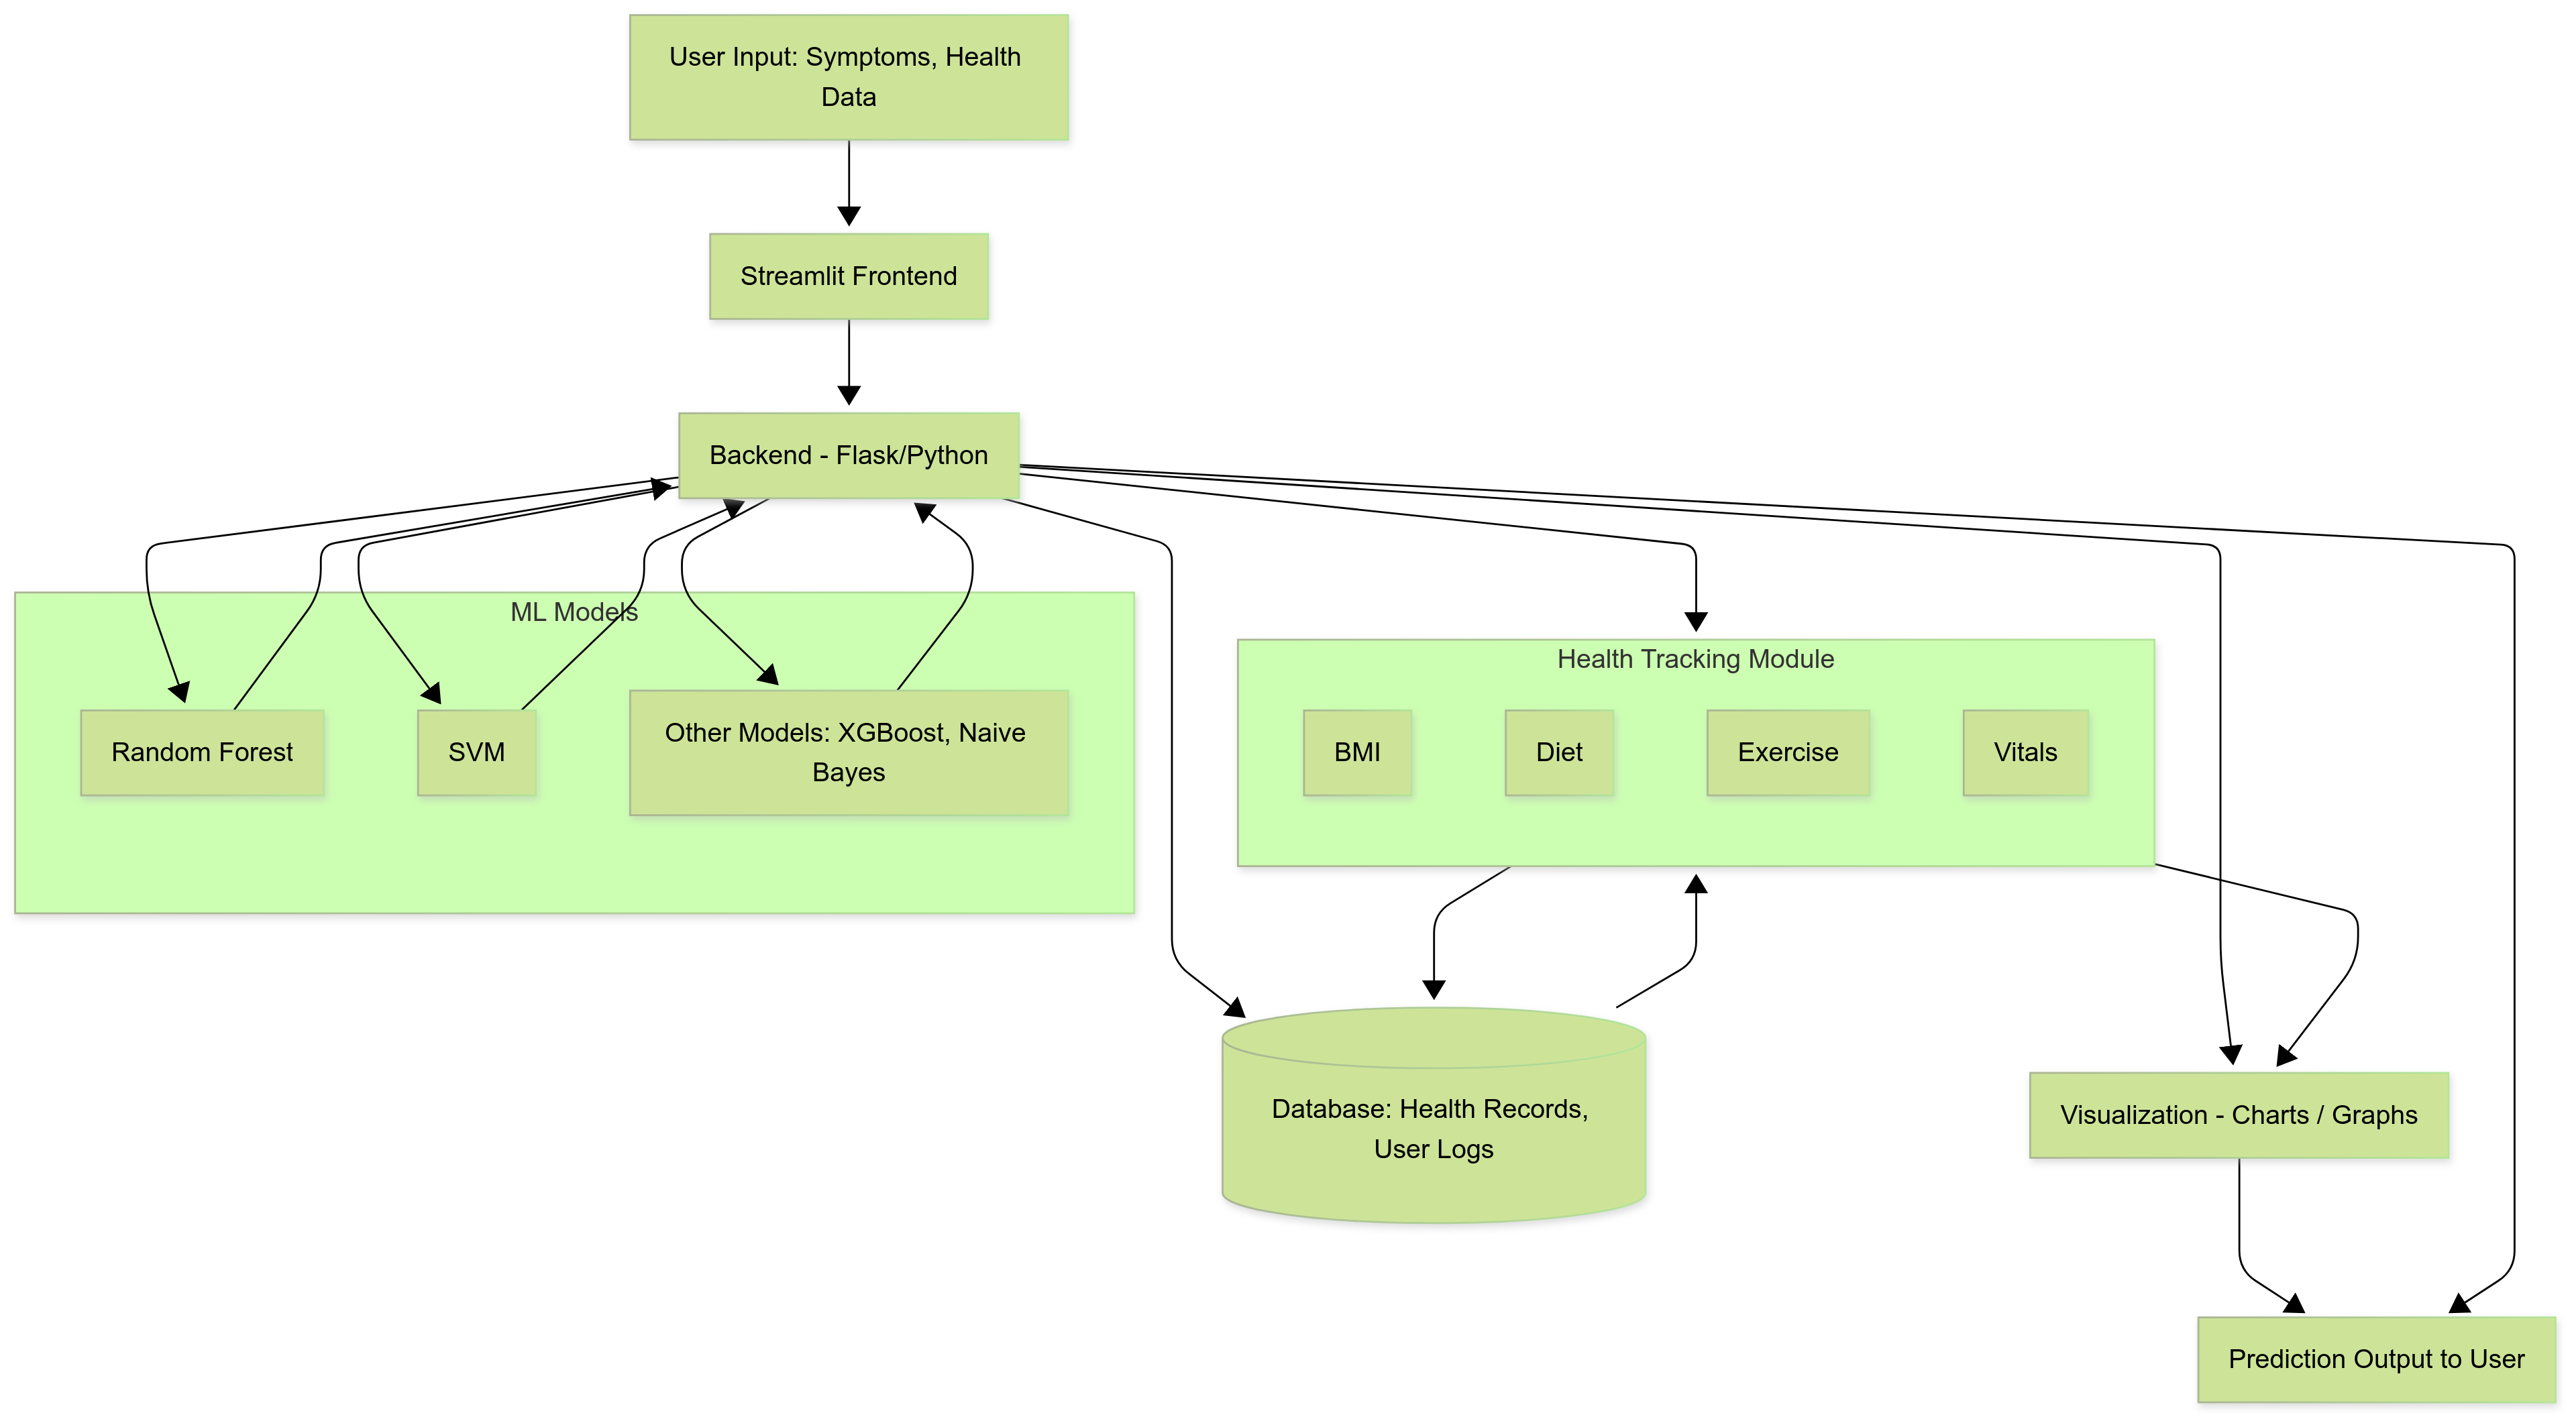 User Input: Symptoms, Health
Data
Streamlit Frontend
Backend - Flask/Python
ML Models
Random Forest
SVM
Other Models: XGBoost, Naive
Bayes
Health Tracking Module
BMI
Diet
Exercise
Vitals
Database: Health Records,
User Logs
Visualization - Charts / Graphs
Prediction Output to User